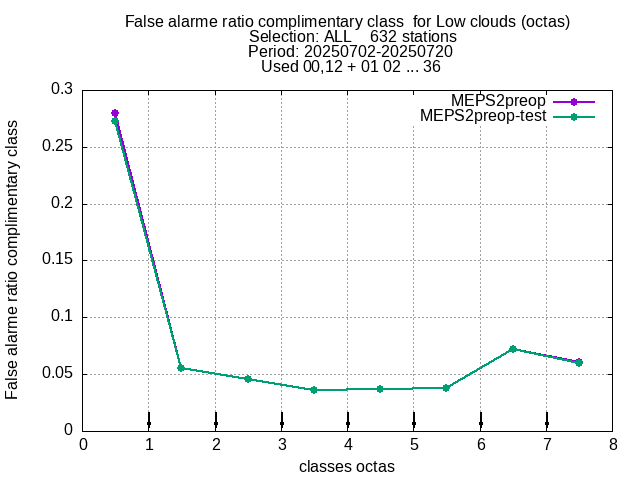 False alarme ratio complimentary class  for Low clouds (octas)
Selection: ALL    632 stations
Period: 20250702-20250720
Used 00,12 + 01 02 ... 36
MEPS2preop
MEPS2preop-test
False alarme ratio complimentary class
0.3
0.25
0.2
0.15
0.1
0.05
0
0 1 2 3 4 5 6 7 8
classes octas